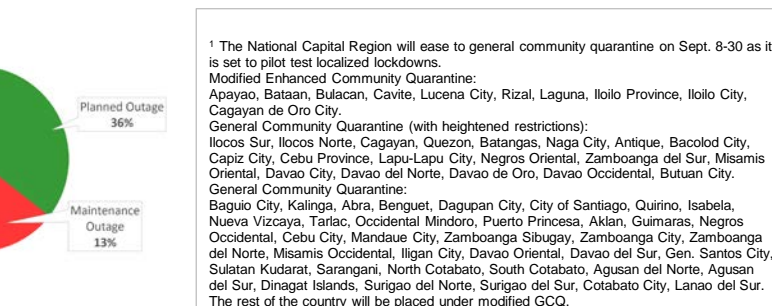 Planned Outage
36%
Maintenance
Outage
13%
¹ The National Capital Region will ease to general community quarantine on Sept. 8-30 as it
is set to pilot test localized lockdowns.
Modified Enhanced Community Quarantine:
Apayao, Bataan, Bulacan, Cavite, Lucena City, Rizal, Laguna, Iloilo Province, Iloilo City,
Cagayan de Oro City.
General Community Quarantine (with heightened restrictions):
Ilocos Sur, Ilocos Norte, Cagayan, Quezon, Batangas, Naga City, Antique, Bacolod City,
Capiz City, Cebu Province, Lapu-Lapu City, Negros Oriental, Zamboanga del Sur, Misamis
Oriental, Davao City, Davao del Norte, Davao de Oro, Davao Occidental, Butuan City.
General Community Quarantine:
Baguio City, Kalinga, Abra, Benguet, Dagupan City, City of Santiago, Quirino, Isabela,
Nueva Vizcaya, Tarlac, Occidental Mindoro, Puerto Princesa, Aklan, Guimaras, Negros
Occidental, Cebu City, Mandaue City, Zamboanga Sibugay, Zamboanga City, Zamboanga
del Norte, Misamis Occidental, Iligan City, Davao Oriental, Davao del Sur, Gen. Santos City,
Sulatan Kudarat, Sarangani, North Cotabato, South Cotabato, Agusan del Norte, Agusan
del Sur, Dinagat Islands, Surigao del Norte, Surigao del Sur, Cotabato City, Lanao del Sur.
The rest of the country will be placed under modified GCQ.